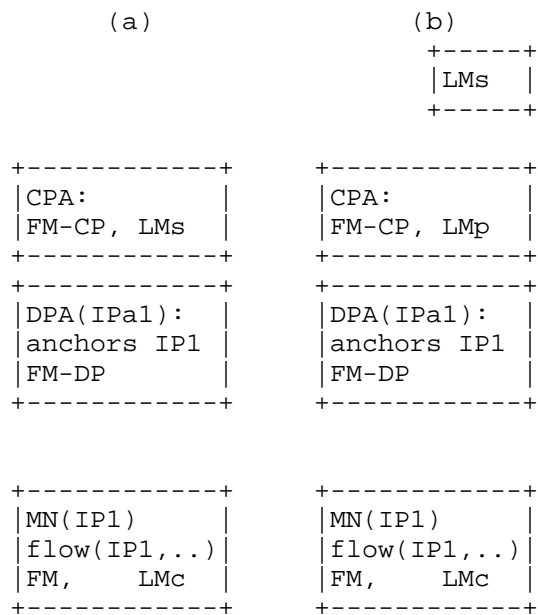 (a) (b)
+-----+
|LMs |
+-----+
+------------+ +------------+
|CPA: | |CPA: |
|FM-CP, LMs | |FM-CP, LMp |
+------------+ +------------+
+------------+ +------------+
|DPA(IPa1): | |DPA(IPa1): |
|anchors IP1 | |anchors IP1 |
|FM-DP | |FM-DP |
+------------+ +------------+
+------------+ +------------+
|MN(IP1) | |MN(IP1) |
|flow(IP1,..)| |flow(IP1,..)|
|FM, LMc | |FM, LMc |
+------------+ +------------+